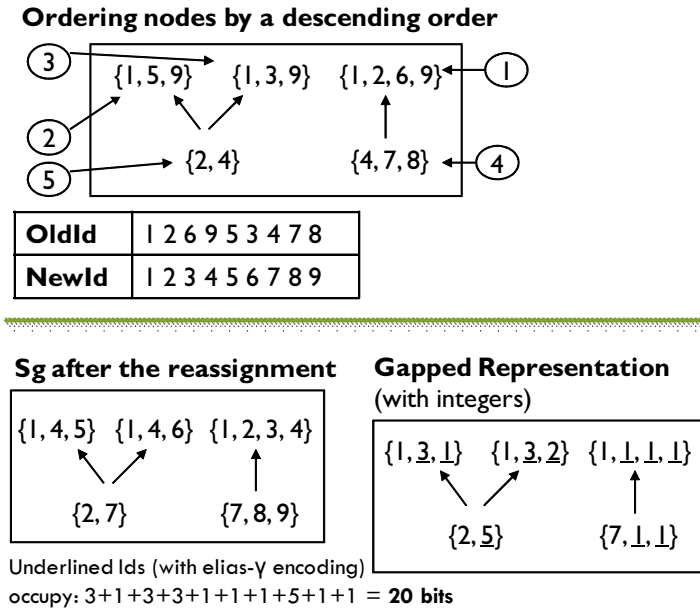 Ordering nodes by a descending order
3
{1, 5, 9} {1, 3, 9} {1, 2, 6, 9}
1
2
5
{2, 4} {4, 7, 8}
4
OldId 1 2 6 9 5 3 4 7 8
NewId 1 2 3 4 5 6 7 8 9
Sg after the reassignment
{1, 4, 5} {1, 4, 6} {1, 2, 3, 4}
{2, 7} {7, 8, 9}
Gapped Representation
(with integers)
{1, 3, 1} {1, 3, 2} {1, 1, 1, 1}
{2, 5} {7, 1, 1}
Underlined Ids (with elias-γ encoding)
occupy: 3+1+3+3+1+1+1+5+1+1 = 20 bits